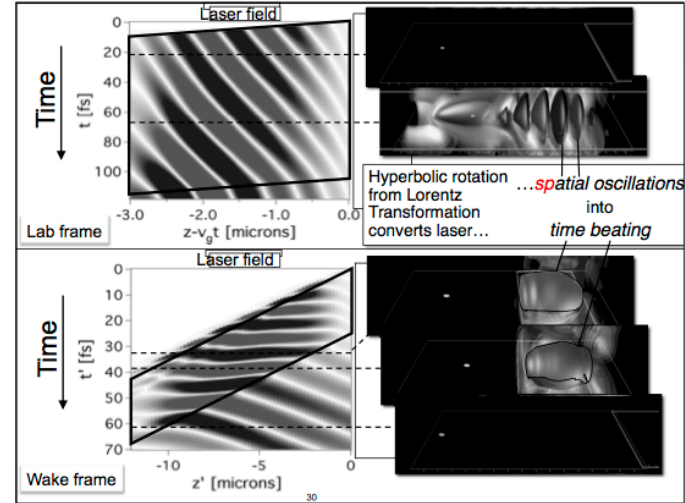 Laser field
0
20
40
60
80
100
Time
t [fs]
-3.0
-2.0
-1.0
0.0
z-vgt [microns]
Lab frame
Hyperbolic rotation
from Lorentz
Transformation
converts laser…
…spatial oscillations
into
time beating
Laser field
0
10
20
30
40
50
60
70
Time
t' [fs]
-10
-5
0
z' [microns]
Wake frame
30